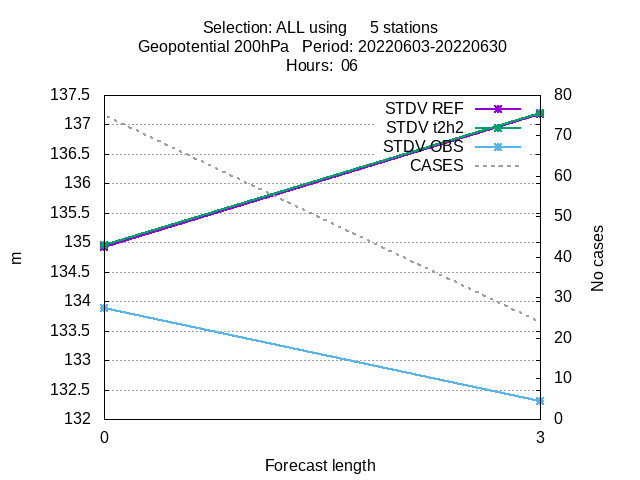 Selection: ALL using     5 stations
Geopotential 200hPa   Period: 20220603-20220630
Hours:  06
137.5
137
136.5
136
135.5
135
134.5
134
133.5
133
132.5
132
80
70
60
50
40
30
20
10
0
STDV REF
STDV t2h2
STDV OBS
CASES
m
No cases
0
3
Forecast length